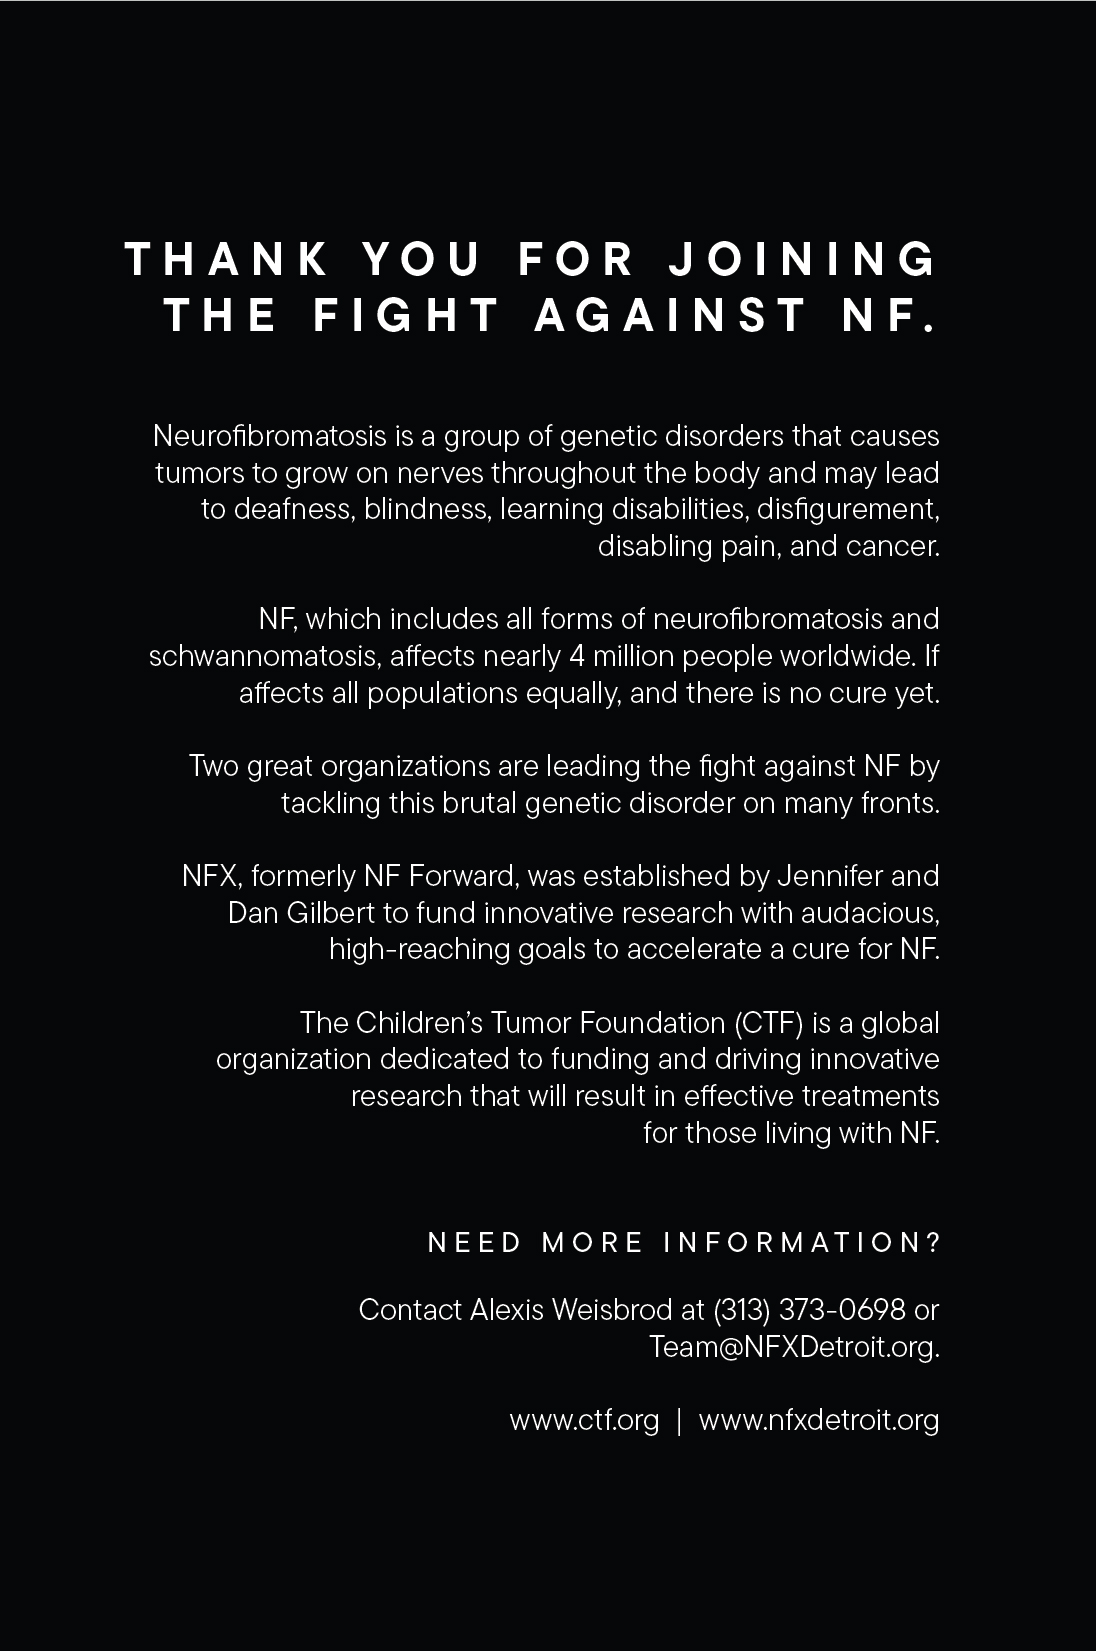 THANK YOU FOR JOINING
THE FIGHT AGAINST NF.
Neurofibromatosis is a group of genetic disorders that causes
tumors to grow on nerves throughout the body and may lead
to deafness, blindness, learning disabilities, disfigurement,
disabling pain, and cancer.
NF, which includes all forms of neurofibromatosis and
schwannomatosis, affects nearly 4 million people worldwide. If
affects all populations equally, and there is no cure yet.
Two great organizations are leading the fight against NF by
tackling this brutal genetic disorder on many fronts.
NFX, formerly NF Forward, was established by Jennifer and
Dan Gilbert to fund innovative research with audacious,
high-reaching goals to accelerate a cure for NF.
The Children’s Tumor Foundation (CTF) is a global
organization dedicated to funding and driving innovative
research that will result in effective treatments
for those living with NF.
NEED MORE INFORMATION?
Contact Alexis Weisbrod at (313) 373-0698 or
Team@NFXDetroit.org.
www.ctf.org | www.nfxdetroit.org